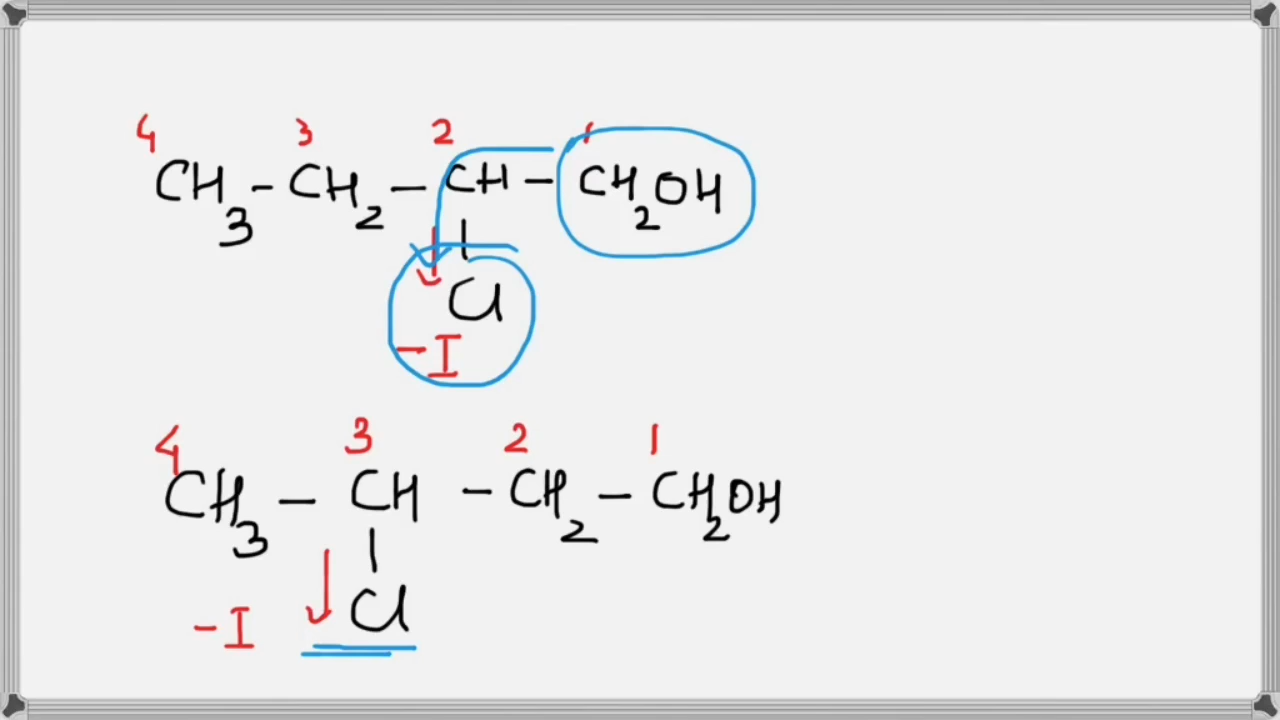 4 3 2 1
CH3 - CH2 - CH - CH2OH
|
Cl
-I
4 3 2 1
CH3 - CH - CH2 - CH2OH
|
Cl
-I